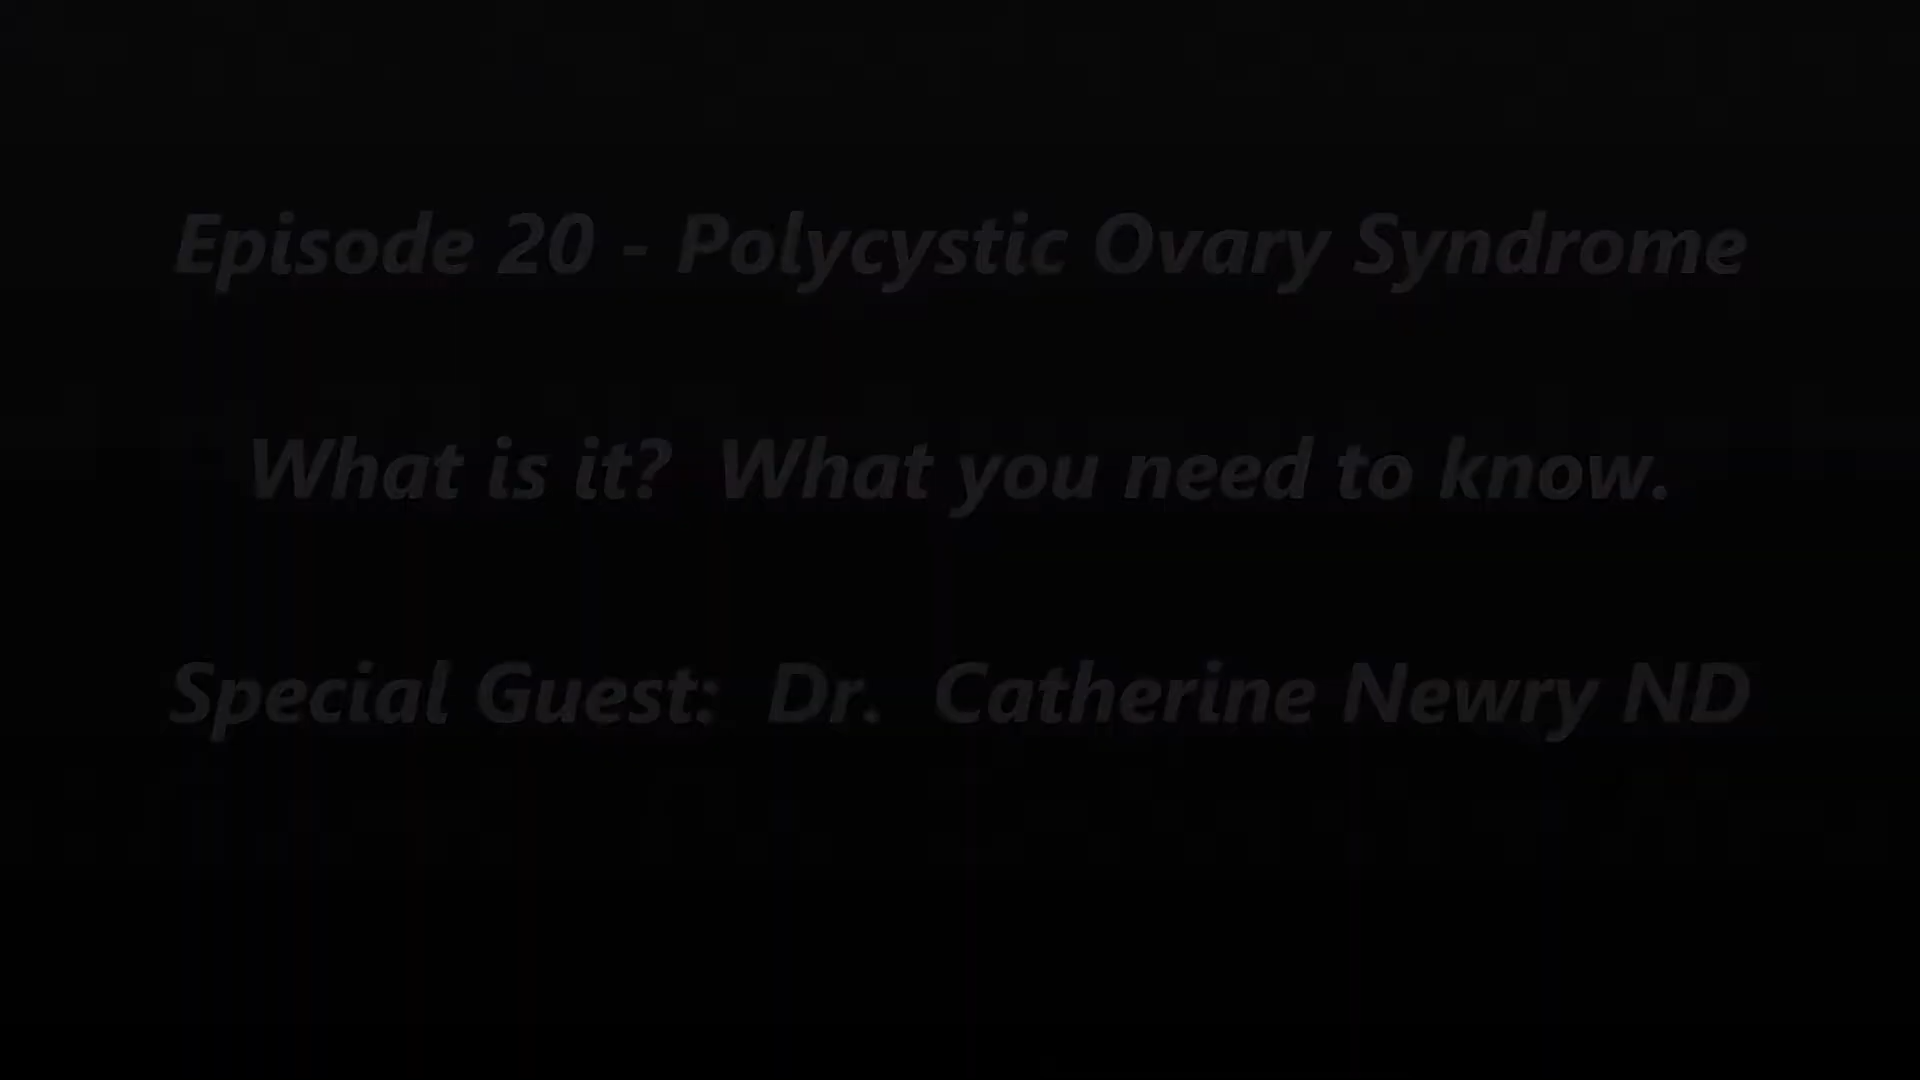 Episode 20 - Polycystic Ovary Syndrome
What is it?  What you need to know.
Special Guest:  Dr.  Catherine Newry ND